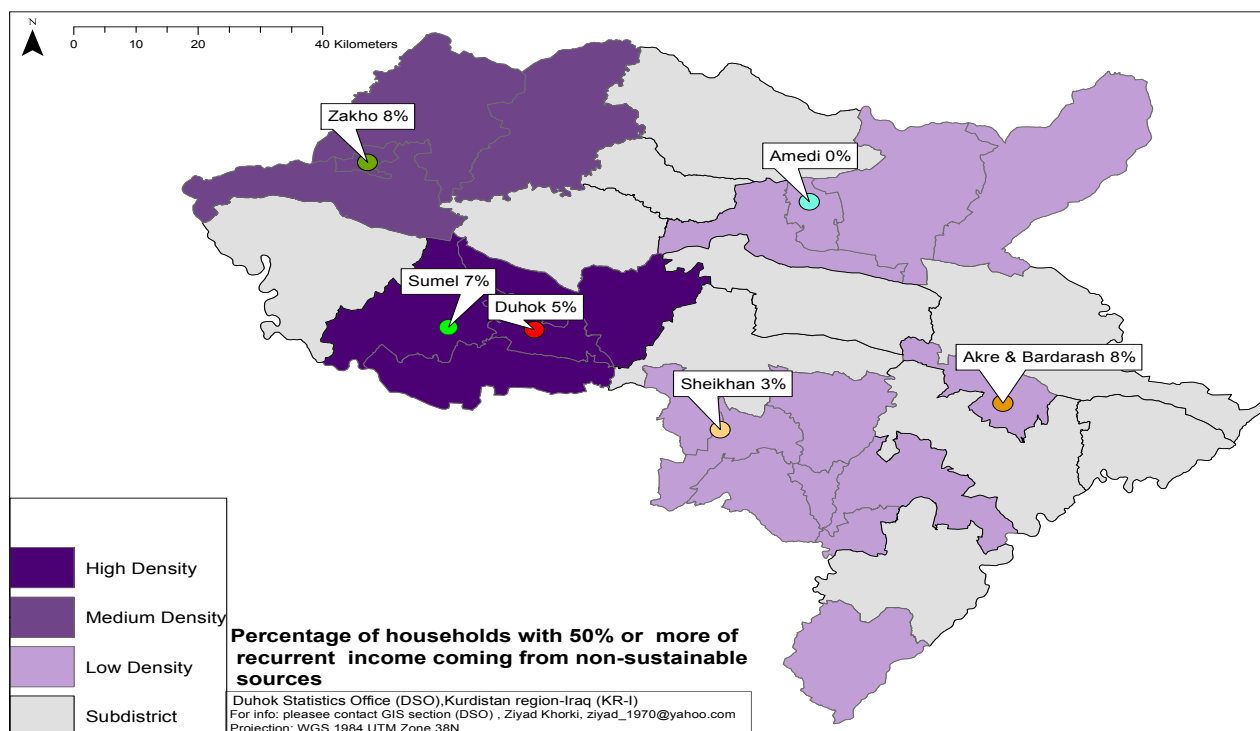 N
0 10 20 40 Kilometers
Zakho 8%
Amedi 0%
Sumel 7%
Duhok 5%
Akre & Bardarash 8%
Sheikhan 3%
High Density
Medium Density
Low Density
Subdistrict
Percentage of households with 50% or more of
recurrent income coming from non-sustainable
sources
Duhok Statistics Office (DSO),Kurdistan region-Iraq (KR-I)
For info: pleasee contact GIS section (DSO) , Ziyad Khorki, ziyad_1970@yahoo.com
Projection: WGS 1984 UTM Zone 38N